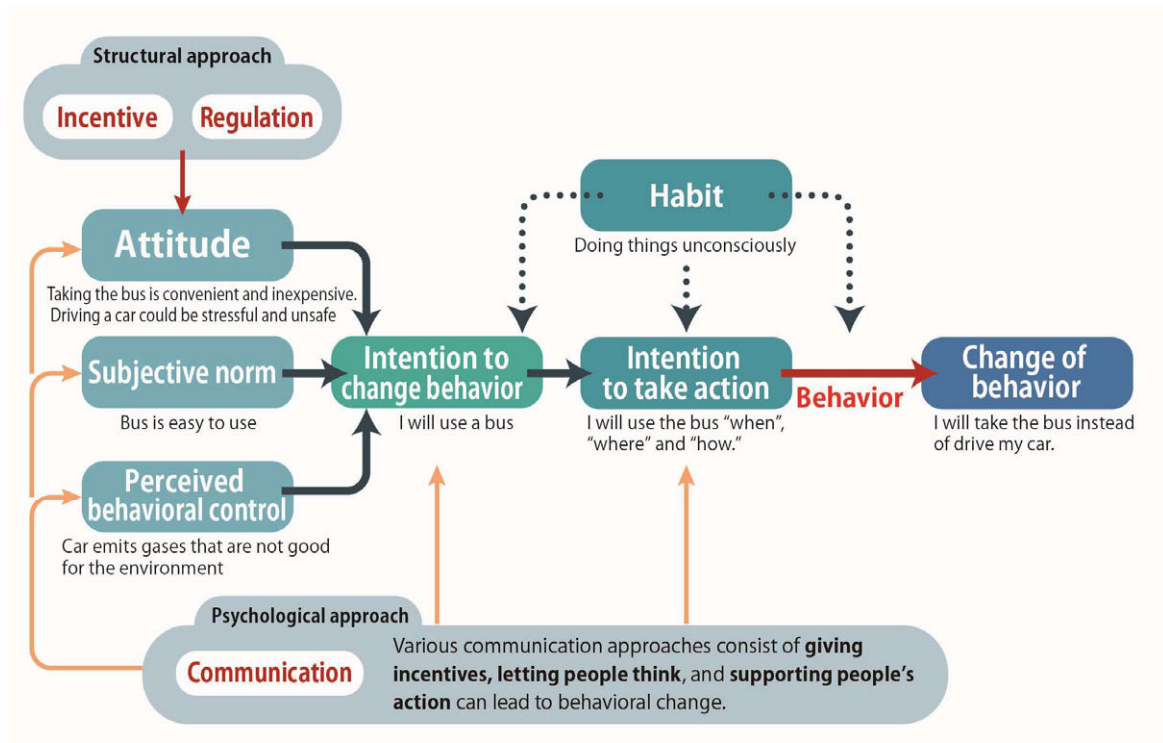 Structural approach
Incentive
Regulation
Attitude
Taking the bus is convenient and inexpensive.
Driving a car could be stressful and unsafe
Subjective norm
Bus is easy to use
Perceived
behavioral control
Car emits gases that are not good
for the environment
Habit
Doing things unconsciously
Intention to
change behavior
I will use a bus
Intention
to take action
I will use the bus “when”,
“where” and “how.”
Behavior
Change of
behavior
I will take the bus instead
of drive my car.
Psychological approach
Communication
Various communication approaches consist of giving
incentives, letting people think, and supporting people’s
action can lead to behavioral change.